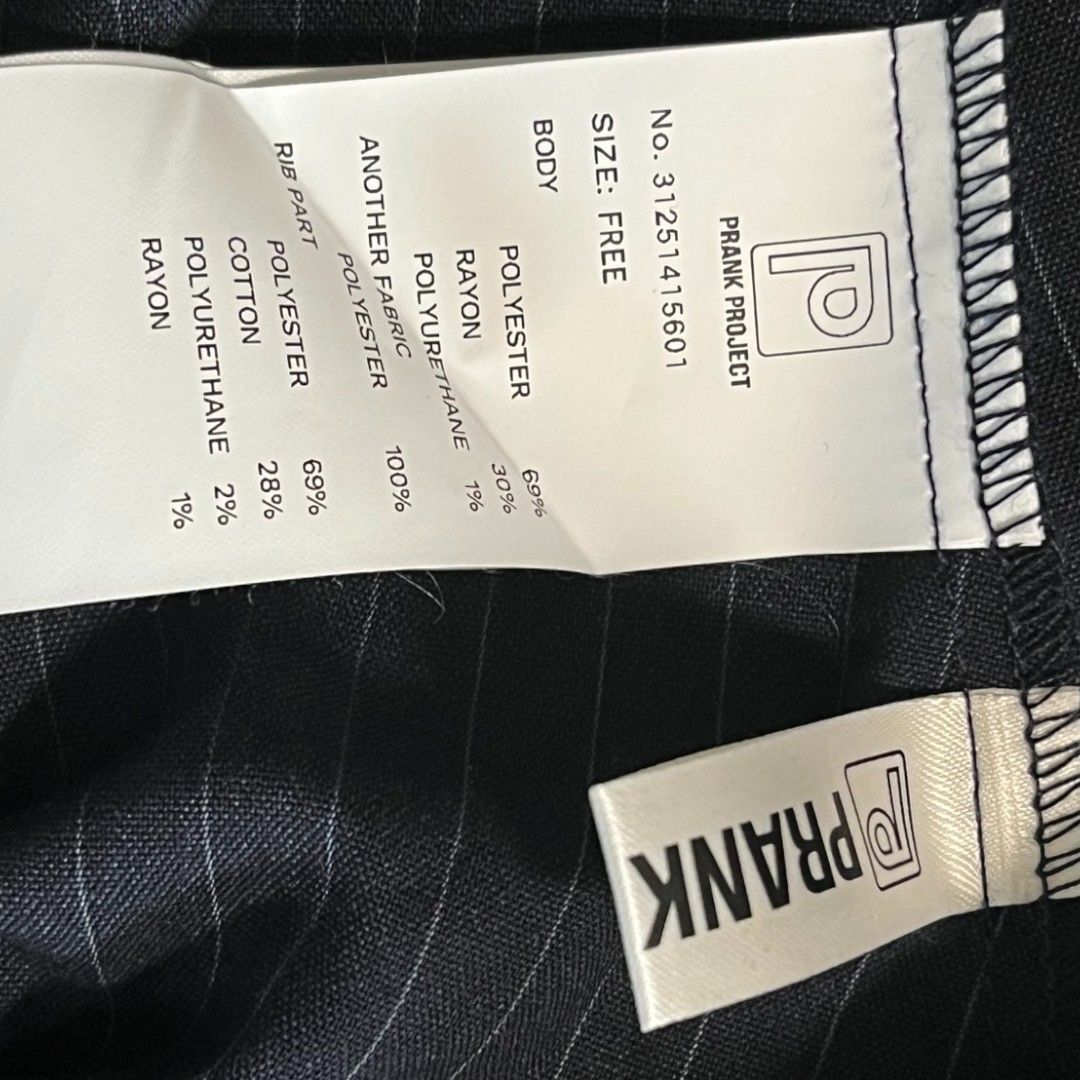 PRANK PROJECT
No. 31251415601
SIZE: FREE
BODY
POLYESTER 69%
RAYON 30%
POLYURETHANE 1%
ANOTHER FABRIC
POLYESTER 100%
RIB PART
POLYESTER 69%
COTTON 28%
POLYURETHANE 2%
RAYON 1%
PRANK